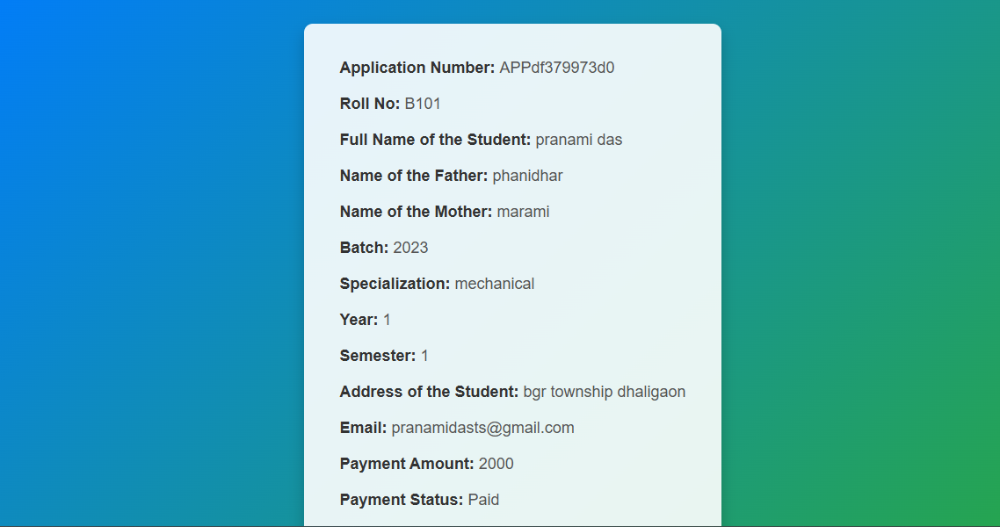 Application Number: APPdf379973d0
Roll No: B101
Full Name of the Student: pranami das
Name of the Father: phanidhar
Name of the Mother: marami
Batch: 2023
Specialization: mechanical
Year: 1
Semester: 1
Address of the Student: bgr township dhaligaon
Email: pranamidasts@gmail.com
Payment Amount: 2000
Payment Status: Paid